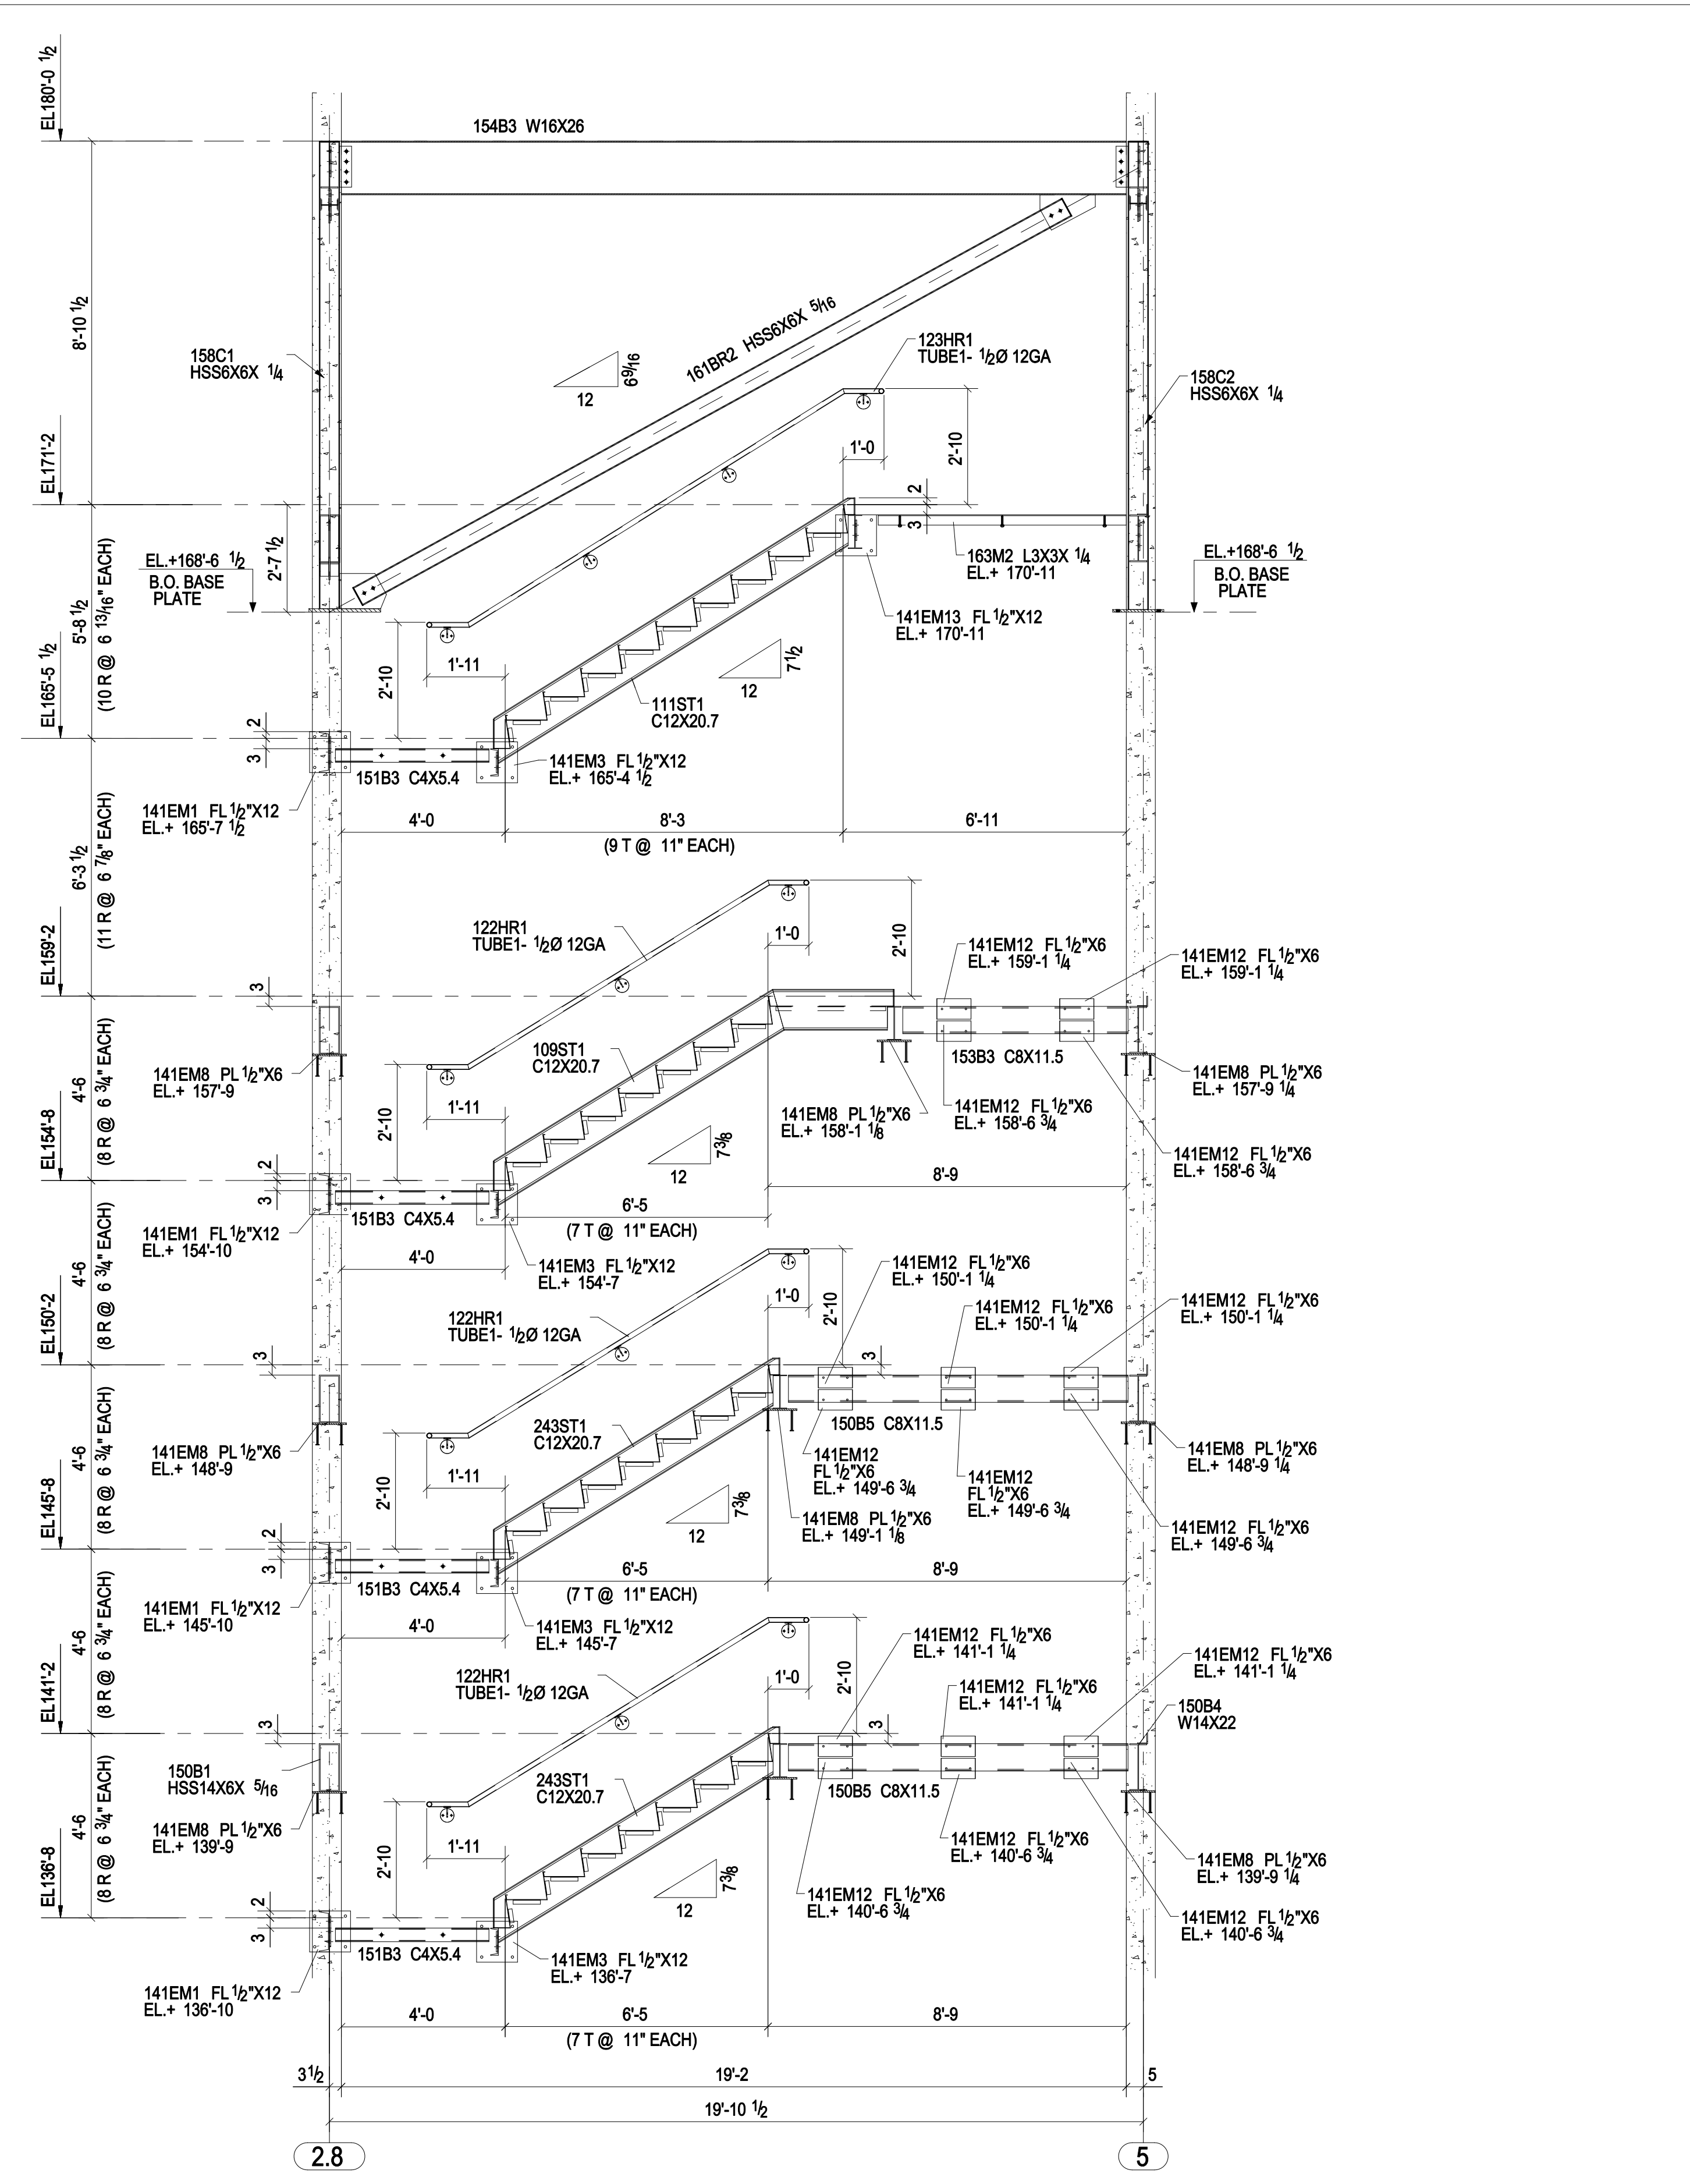 EL180'-0 1/2
154B3 W16X26
8'-10 1/2
158C1
HSS6X6X 1/4
12
6 9/16
161BR2 HSS6X6X 5/16
123HR1
TUBE1- 1/2Ø 12GA
158C2
HSS6X6X 1/4
1'-0
2'-10
EL171'-2
2
3
163M2 L3X3X 1/4
EL.+ 170'-11
EL.+168'-6 1/2
B.O. BASE
PLATE
2'-7 1/2
EL.+168'-6 1/2
B.O. BASE
PLATE
141EM13 FL 1/2"X12
EL.+ 170'-11
5'-8 1/2
(10 R @ 6 13/16" EACH)
1'-11
2'-10
12
7 1/2
111ST1
C12X20.7
EL165'-5 1/2
2
3
151B3 C4X5.4
141EM3 FL 1/2"X12
EL.+ 165'-4 1/2
141EM1 FL 1/2"X12
EL.+ 165'-7 1/2
4'-0
8'-3
6'-11
(9 T @ 11" EACH)
6'-3 1/2
(11 R @ 6 7/8" EACH)
122HR1
TUBE1- 1/2Ø 12GA
1'-0
2'-10
141EM12 FL 1/2"X6
EL.+ 159'-1 1/4
141EM12 FL 1/2"X6
EL.+ 159'-1 1/4
EL159'-2
3
109ST1
C12X20.7
153B3 C8X11.5
141EM8 PL 1/2"X6
EL.+ 157'-9
141EM8 PL 1/2"X6
EL.+ 157'-9 1/4
1'-11
2'-10
141EM8 PL 1/2"X6
EL.+ 158'-1 1/8
141EM12 FL 1/2"X6
EL.+ 158'-6 3/4
141EM12 FL 1/2"X6
EL.+ 158'-6 3/4
12
7 3/8
4'-6
(8 R @ 6 3/4" EACH)
EL154'-8
2
3
8'-9
6'-5
(7 T @ 11" EACH)
151B3 C4X5.4
141EM1 FL 1/2"X12
EL.+ 154'-10
4'-0
141EM3 FL 1/2"X12
EL.+ 154'-7
4'-6
(8 R @ 6 3/4" EACH)
122HR1
TUBE1- 1/2Ø 12GA
1'-0
2'-10
141EM12 FL 1/2"X6
EL.+ 150'-1 1/4
141EM12 FL 1/2"X6
EL.+ 150'-1 1/4
141EM12 FL 1/2"X6
EL.+ 150'-1 1/4
EL150'-2
3
3
243ST1
C12X20.7
150B5 C8X11.5
141EM8 PL 1/2"X6
EL.+ 148'-9
141EM8 PL 1/2"X6
EL.+ 148'-9 1/4
1'-11
2'-10
141EM12
FL 1/2"X6
EL.+ 149'-6 3/4
141EM12
FL 1/2"X6
EL.+ 149'-6 3/4
141EM8 PL 1/2"X6
EL.+ 149'-1 1/8
141EM12 FL 1/2"X6
EL.+ 149'-6 3/4
12
7 3/8
4'-6
(8 R @ 6 3/4" EACH)
EL145'-8
2
3
6'-5
8'-9
(7 T @ 11" EACH)
151B3 C4X5.4
141EM1 FL 1/2"X12
EL.+ 145'-10
4'-0
141EM3 FL 1/2"X12
EL.+ 145'-7
4'-6
(8 R @ 6 3/4" EACH)
122HR1
TUBE1- 1/2Ø 12GA
1'-0
2'-10
141EM12 FL 1/2"X6
EL.+ 141'-1 1/4
141EM12 FL 1/2"X6
EL.+ 141'-1 1/4
141EM12 FL 1/2"X6
EL.+ 141'-1 1/4
150B4
W14X22
EL141'-2
3
3
150B1
HSS14X6X 5/16
243ST1
C12X20.7
150B5 C8X11.5
141EM8 PL 1/2"X6
EL.+ 139'-9
1'-11
2'-10
141EM12 FL 1/2"X6
EL.+ 140'-6 3/4
141EM8 PL 1/2"X6
EL.+ 139'-9 1/4
12
7 3/8
141EM12 FL 1/2"X6
EL.+ 140'-6 3/4
141EM12 FL 1/2"X6
EL.+ 140'-6 3/4
4'-6
(8 R @ 6 3/4" EACH)
EL136'-8
2
3
151B3 C4X5.4
141EM3 FL 1/2"X12
EL.+ 136'-7
141EM1 FL 1/2"X12
EL.+ 136'-10
4'-0
6'-5
8'-9
(7 T @ 11" EACH)
3 1/2
19'-2
5
19'-10 1/2
2.8
5